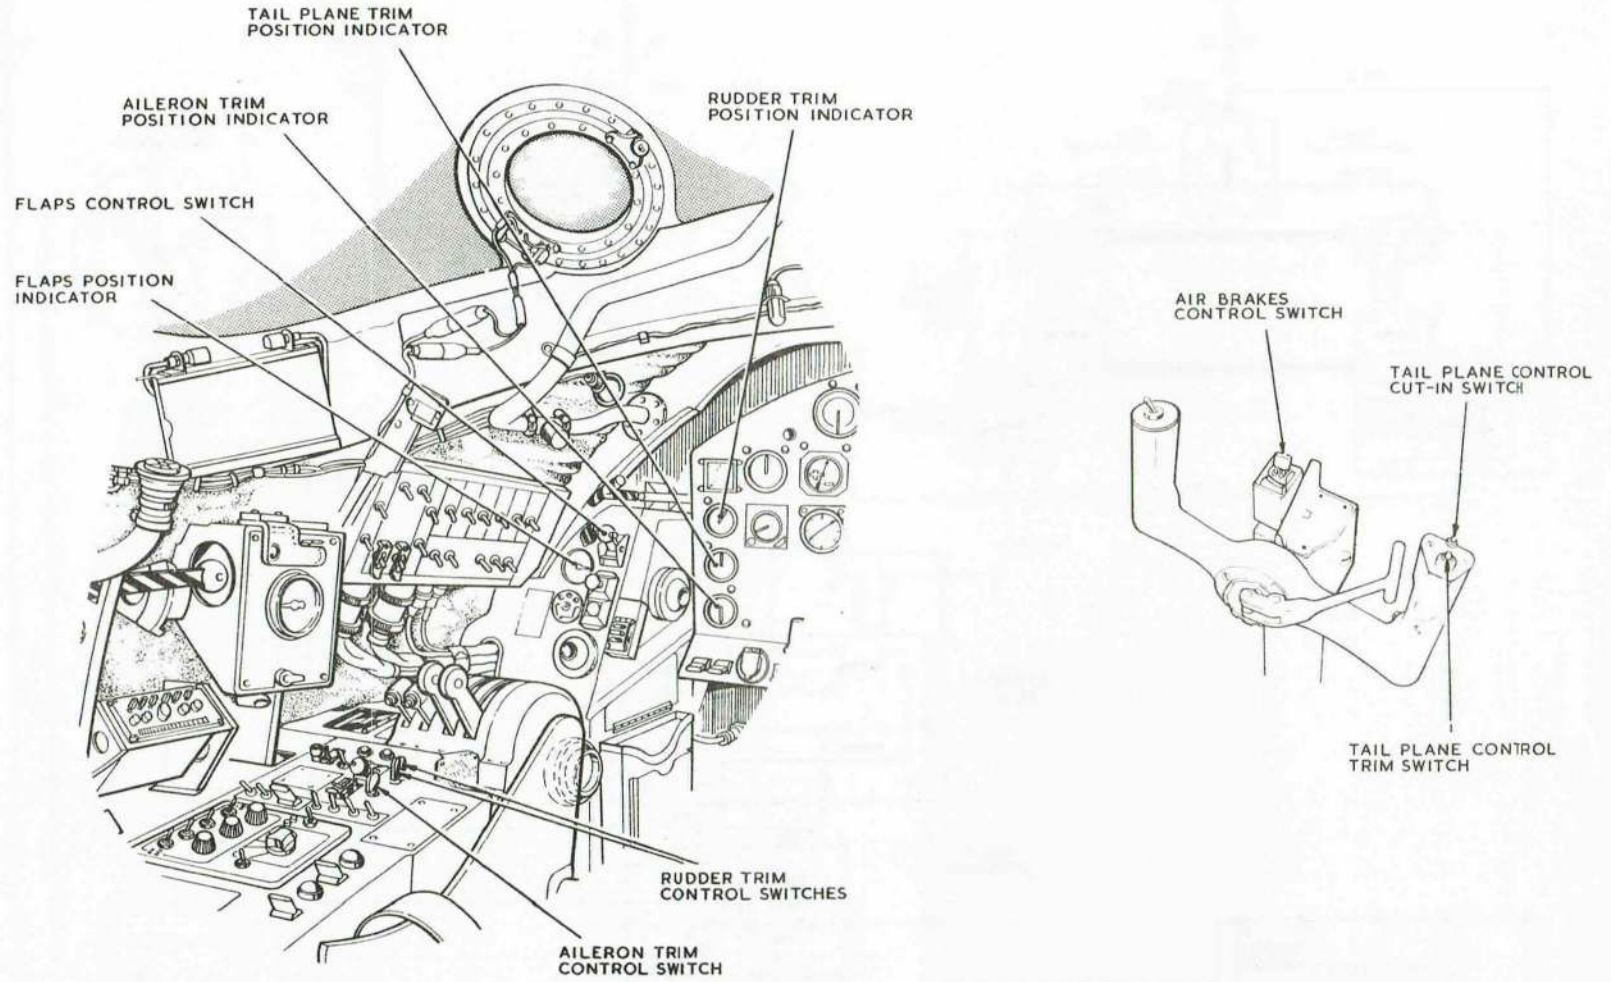 TAIL PLANE TRIM
POSITION INDICATOR
AILERON TRIM
POSITION INDICATOR
RUDDER TRIM
POSITION INDICATOR
FLAPS CONTROL SWITCH
FLAPS POSITION
INDICATOR
AIR BRAKES
CONTROL SWITCH
TAIL PLANE CONTROL
CUT-IN SWITCH
TAIL PLANE CONTROL
TRIM SWITCH
RUDDER TRIM
CONTROL SWITCHES
AILERON TRIM
CONTROL SWITCH